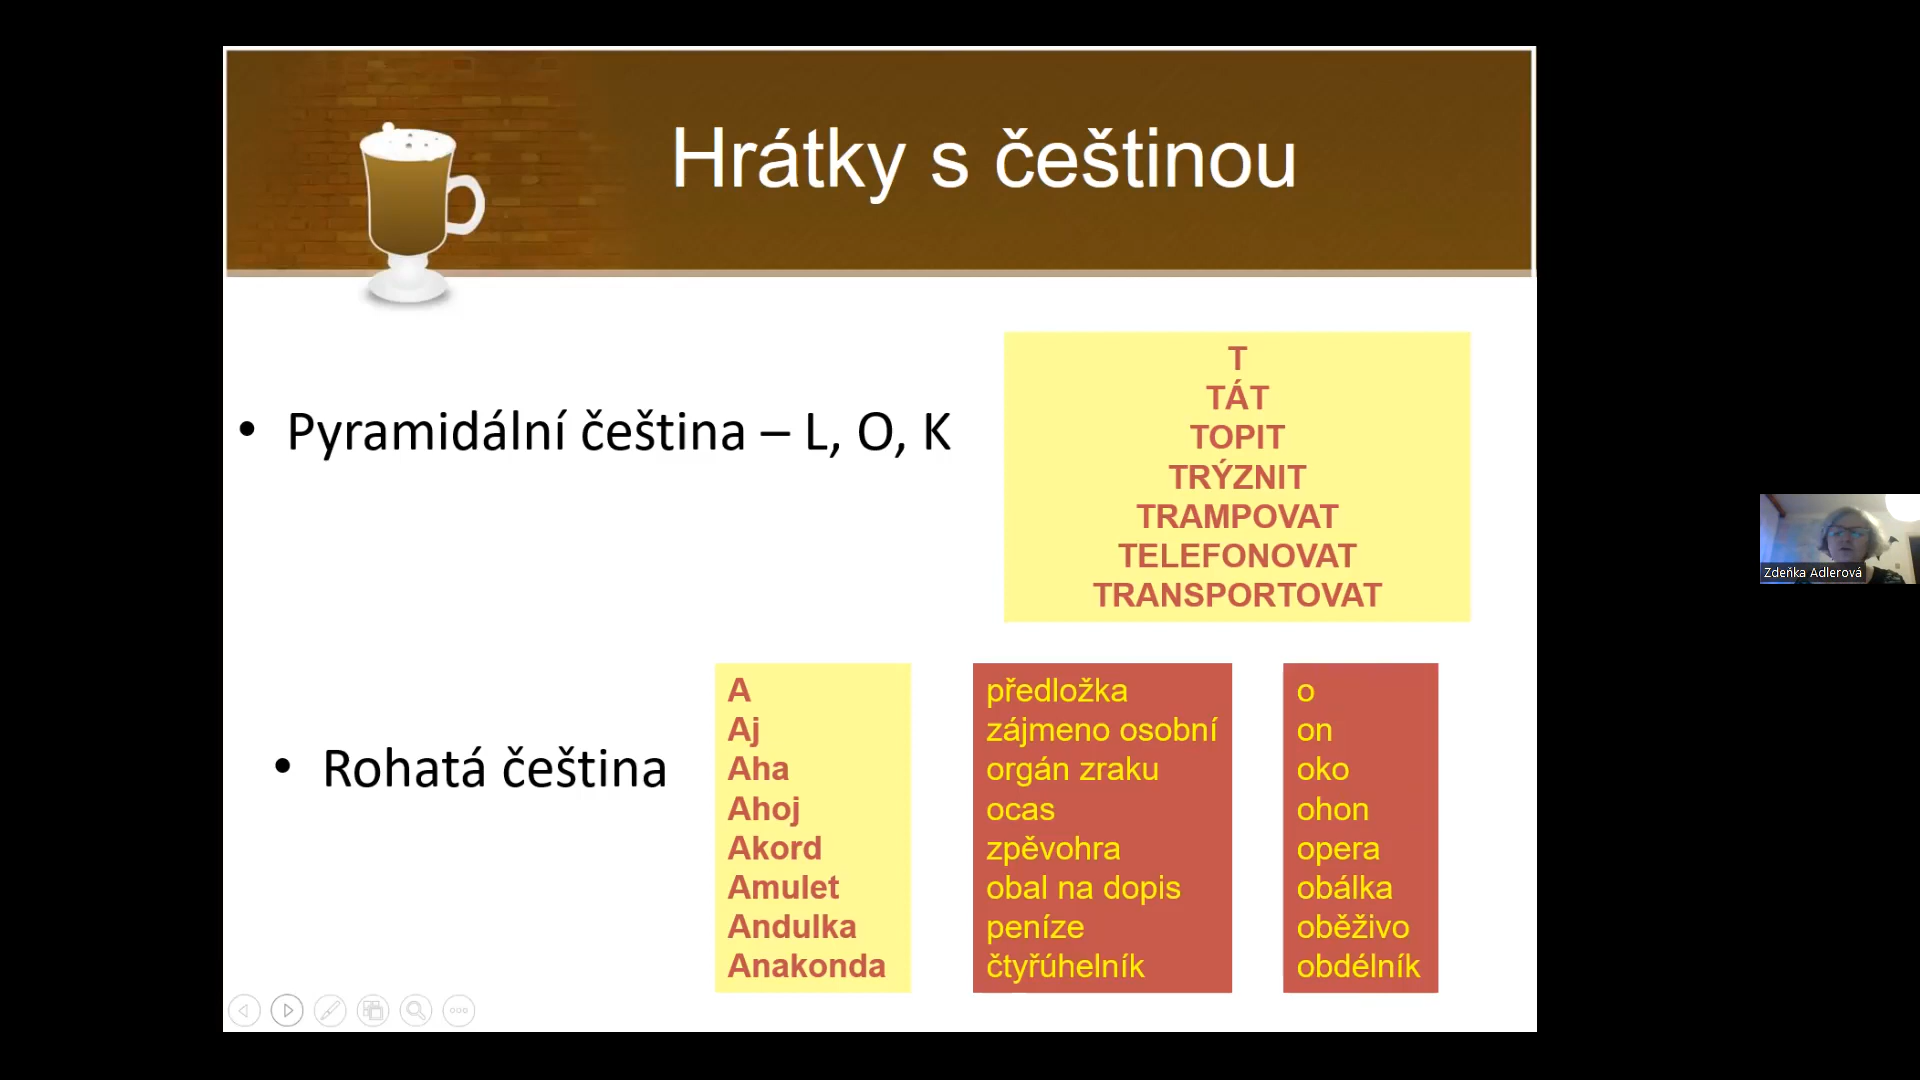 Hrátky s češtinou
• Pyramidální čeština – L, O, K
T
TÁT
TOPIT
TRÝZNIT
TRAMPOVAT
TELEFONOVAT
TRANSPORTOVAT
• Rohatá čeština
A
Aj
Aha
Ahoj
Akord
Amulet
Andulka
Anakonda
předložka
zájmeno osobní
orgán zraku
ocas
zpěvohra
obal na dopis
peníze
čtyřúhelník
o
on
oko
ohon
opera
obálka
oběživo
obdélník
Zdeňka Adlerová